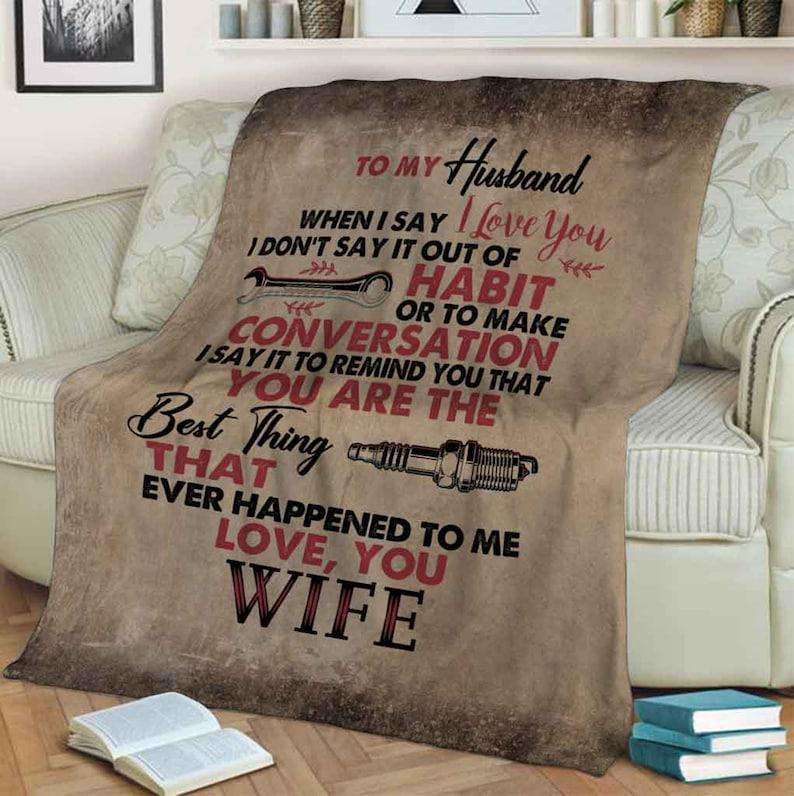 TO MY Husband
WHEN I SAY I Love You
I DON'T SAY IT OUT OF
HABIT
OR TO MAKE
CONVERSATION
I SAY IT TO REMIND YOU THAT
YOU ARE THE
Best Thing
THAT
EVER HAPPENED TO ME
LOVE, YOU
WIFE